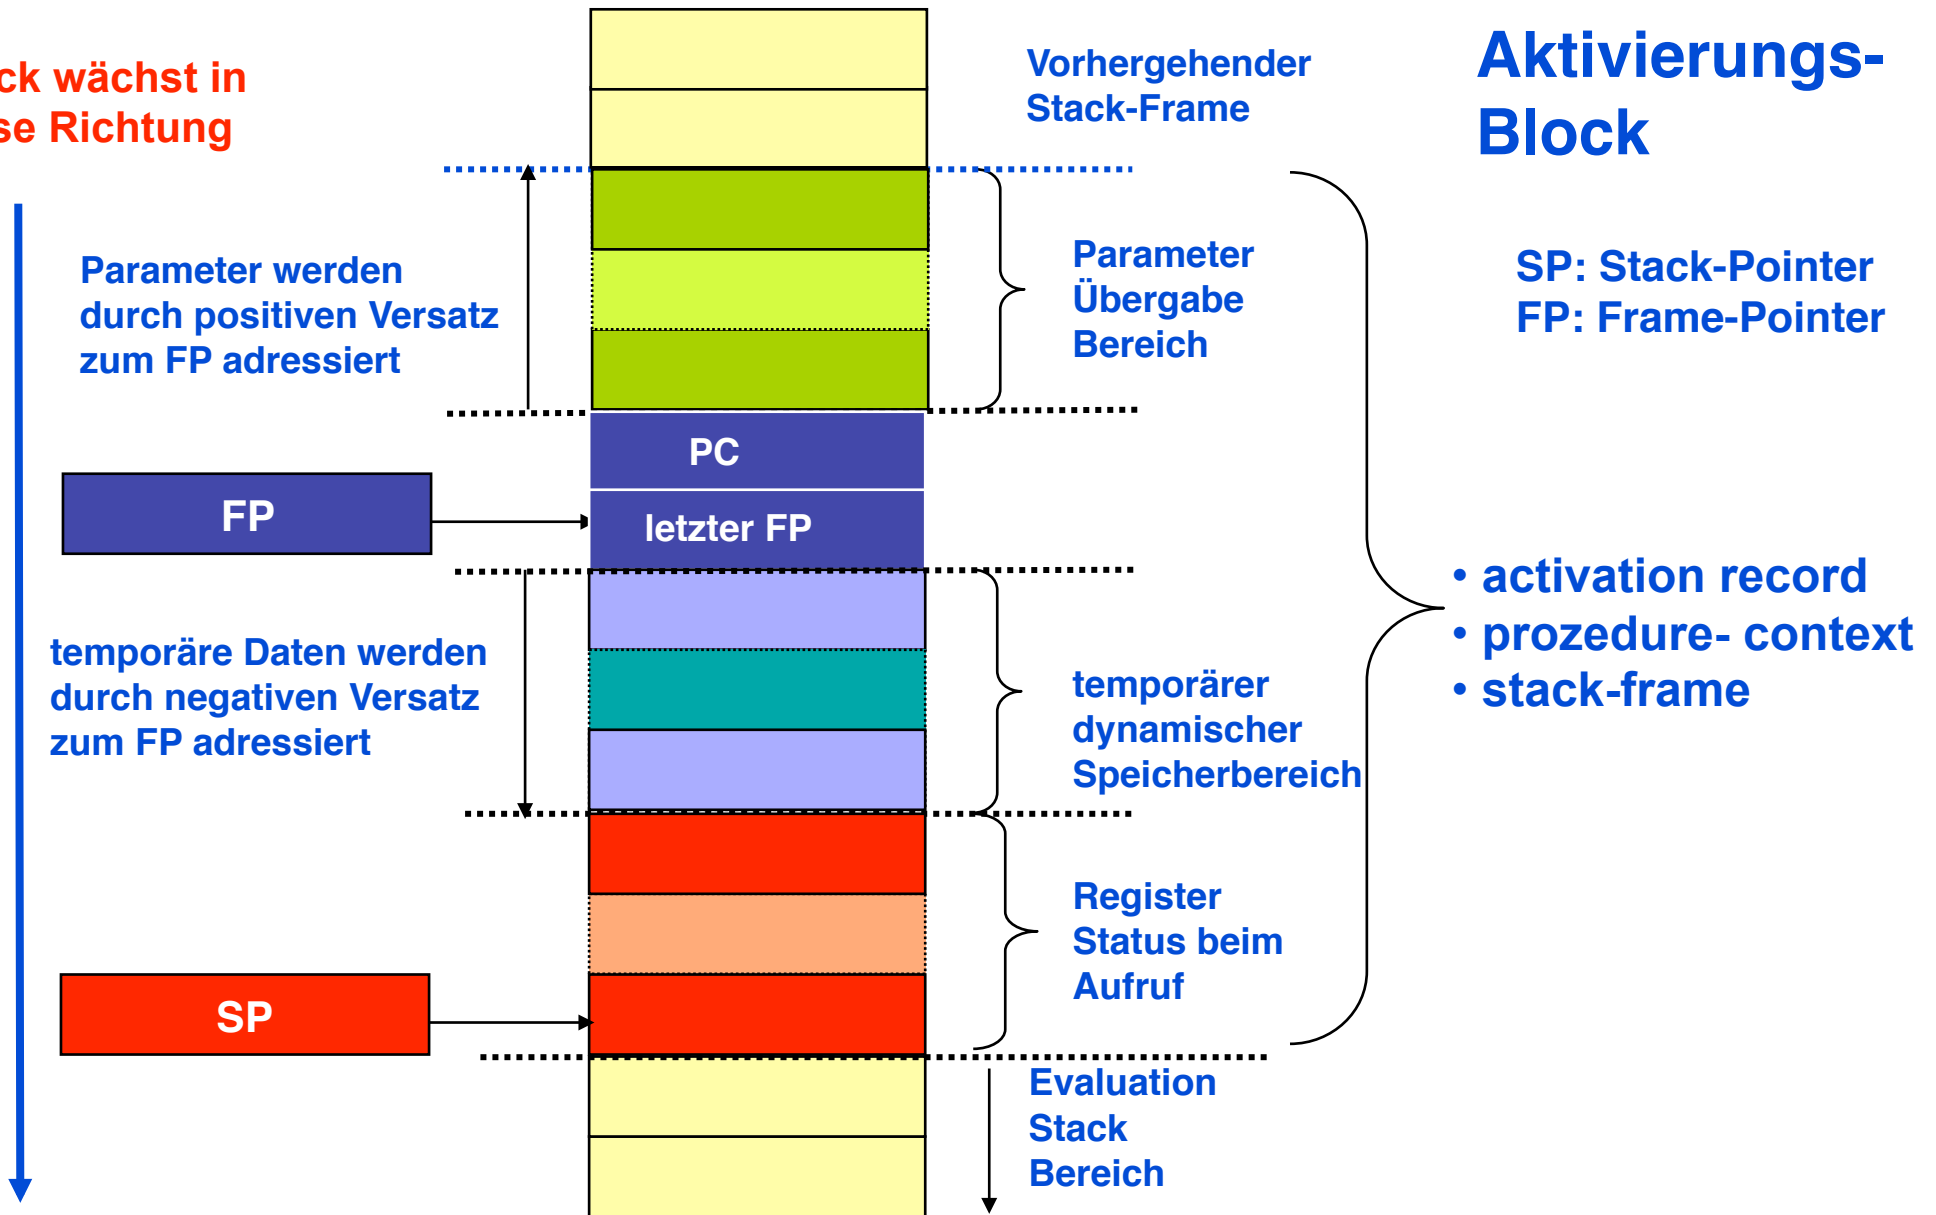 ck wächst in
se Richtung
Vorhergehender
Stack-Frame
Aktivierungs-
Block
Parameter werden
durch positiven Versatz
zum FP adressiert
Parameter
Übergabe
Bereich
SP: Stack-Pointer
FP: Frame-Pointer
PC
FP
letzter FP
• activation record
• prozedure- context
• stack-frame
temporäre Daten werden
durch negativen Versatz
zum FP adressiert
temporärer
dynamischer
Speicherbereich
Register
Status beim
Aufruf
SP
Evaluation
Stack
Bereich